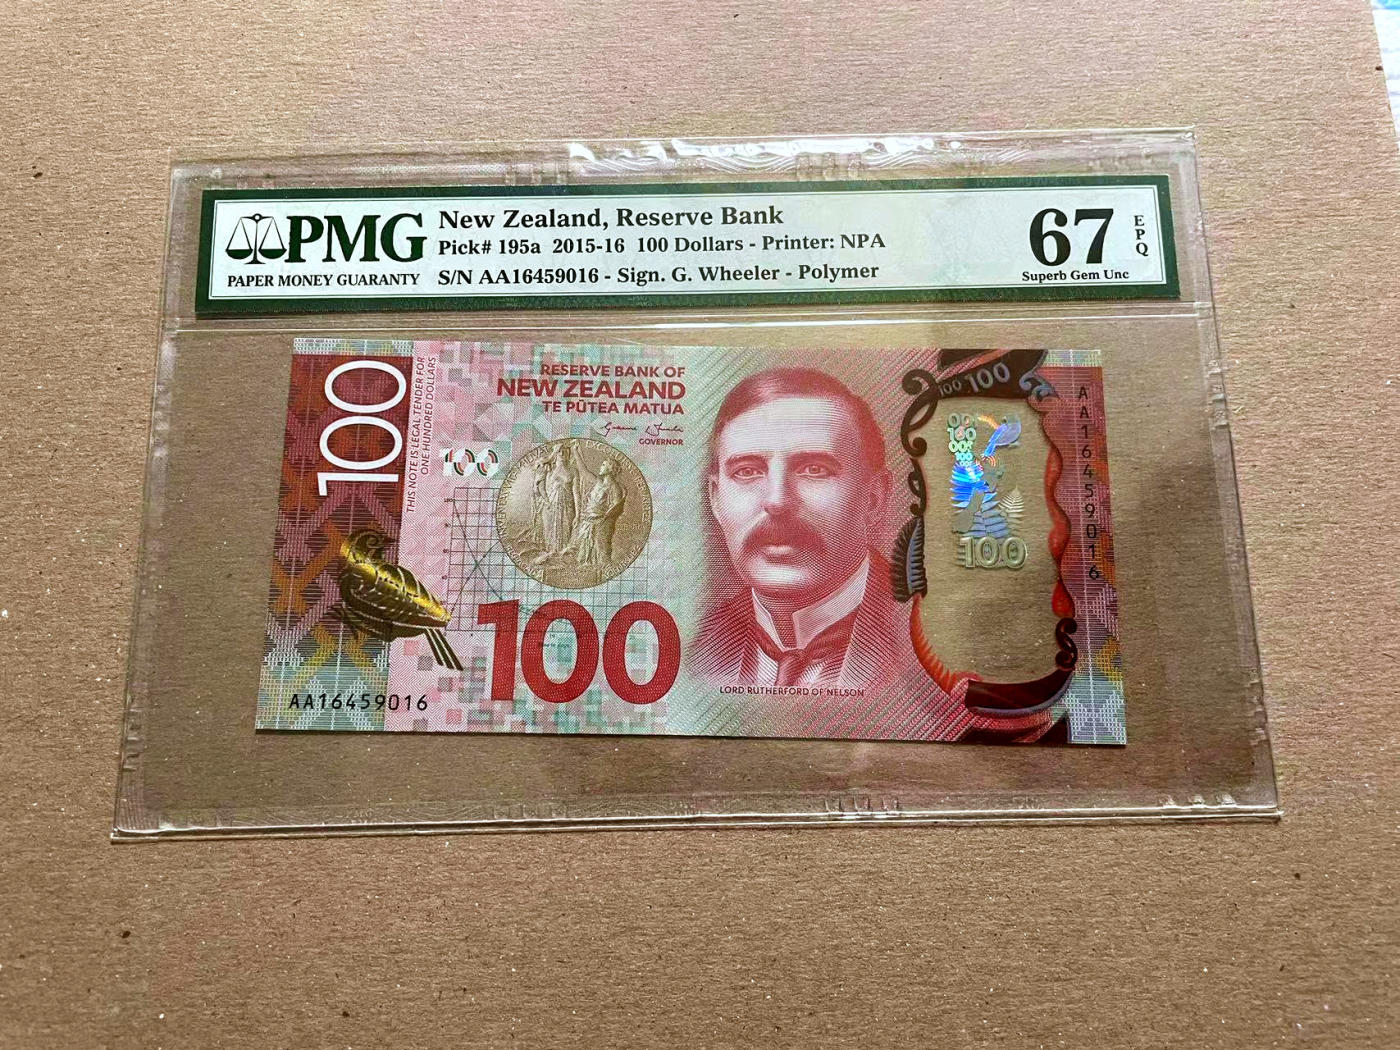 PMG
PAPER MONEY GUARANTY
New Zealand, Reserve Bank
Pick# 195a 2015-16 100 Dollars - Printer: NPA
S/N AA16459016 - Sign. G. Wheeler - Polymer
67
EPQ
Superb Gem Unc
100
THIS NOTE IS LEGAL TENDER FOR
ONE HUNDRED DOLLARS
RESERVE BANK OF
NEW ZEALAND
TE PŪTEA MATUA
GOVERNOR
100
100
LORD RUTHERFORD OF NELSON
AA16459016
100 100
100
100
AA16459016